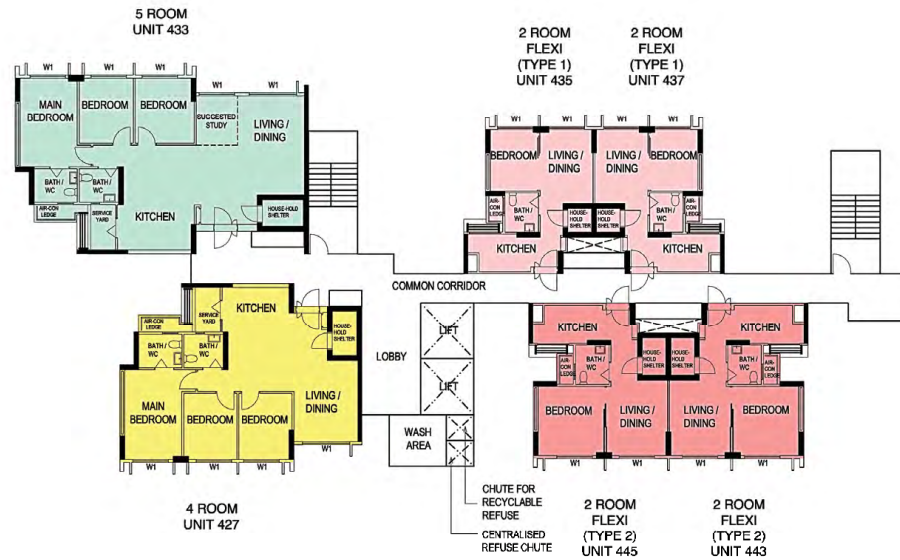 5 ROOM
UNIT 433
W1
W1
W1
W1
W1
MAIN
BEDROOM
BEDROOM
BEDROOM
SUGGESTED
STUDY
LIVING /
DINING
BATH /
WC
BATH /
WC
AIR-CON
LEDGE
SERVICE
YARD
KITCHEN
HOUSE-HOLD
SHELTER
2 ROOM
FLEXI
(TYPE 1)
UNIT 435
2 ROOM
FLEXI
(TYPE 1)
UNIT 437
W1
W1
W1
W1
BEDROOM
LIVING /
DINING
LIVING /
DINING
BEDROOM
AIR-
CON
LEDGE
BATH /
WC
HOUSE-
HOLD
SHELTER
HOUSE-
HOLD
SHELTER
BATH /
WC
AIR-
CON
LEDGE
KITCHEN
KITCHEN
COMMON CORRIDOR
AIR-CON
LEDGE
SERVICE
YARD
KITCHEN
HOUSE-
HOLD
SHELTER
BATH /
WC
BATH /
WC
MAIN
BEDROOM
BEDROOM
BEDROOM
LIVING /
DINING
W1
W1
W1
W1
4 ROOM
UNIT 427
LOBBY
LIFT
LIFT
WASH
AREA
CHUTE FOR
RECYCLABLE
REFUSE
CENTRALISED
REFUSE CHUTE
KITCHEN
KITCHEN
AIR-
CON
LEDGE
BATH /
WC
HOUSE-
HOLD
SHELTER
HOUSE-
HOLD
SHELTER
BATH /
WC
AIR-
CON
LEDGE
BEDROOM
LIVING /
DINING
LIVING /
DINING
BEDROOM
W1
W1
W1
W1
2 ROOM
FLEXI
(TYPE 2)
UNIT 445
2 ROOM
FLEXI
(TYPE 2)
UNIT 443